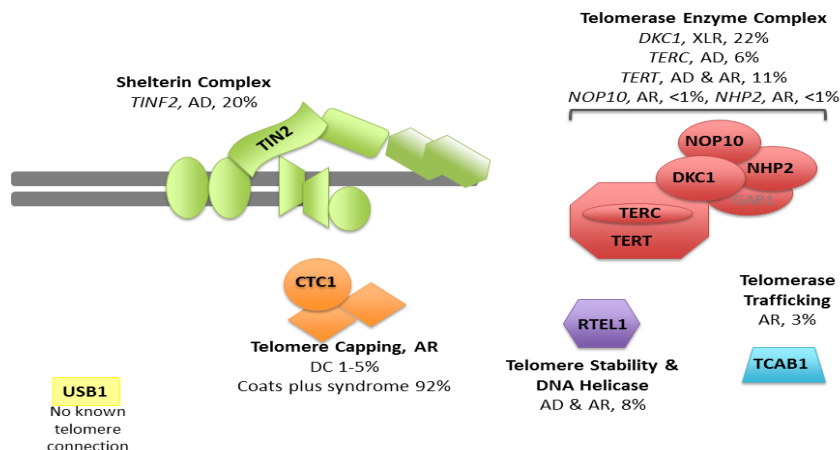 Telomerase Enzyme Complex
DKC1, XLR, 22%
TERC, AD, 6%
TERT, AD & AR, 11%
NOP10, AR, <1%, NHP2, AR, <1%
Shelterin Complex
TINF2, AD, 20%
TIN2
NOP10
NHP2
DKC1
GAR1
TERC
TERT
CTC1
Telomere Capping, AR
DC 1-5%
Coats plus syndrome 92%
RTEL1
Telomere Stability &
DNA Helicase
AD & AR, 8%
Telomerase
Trafficking
AR, 3%
TCAB1
USB1
No known
telomere
connection